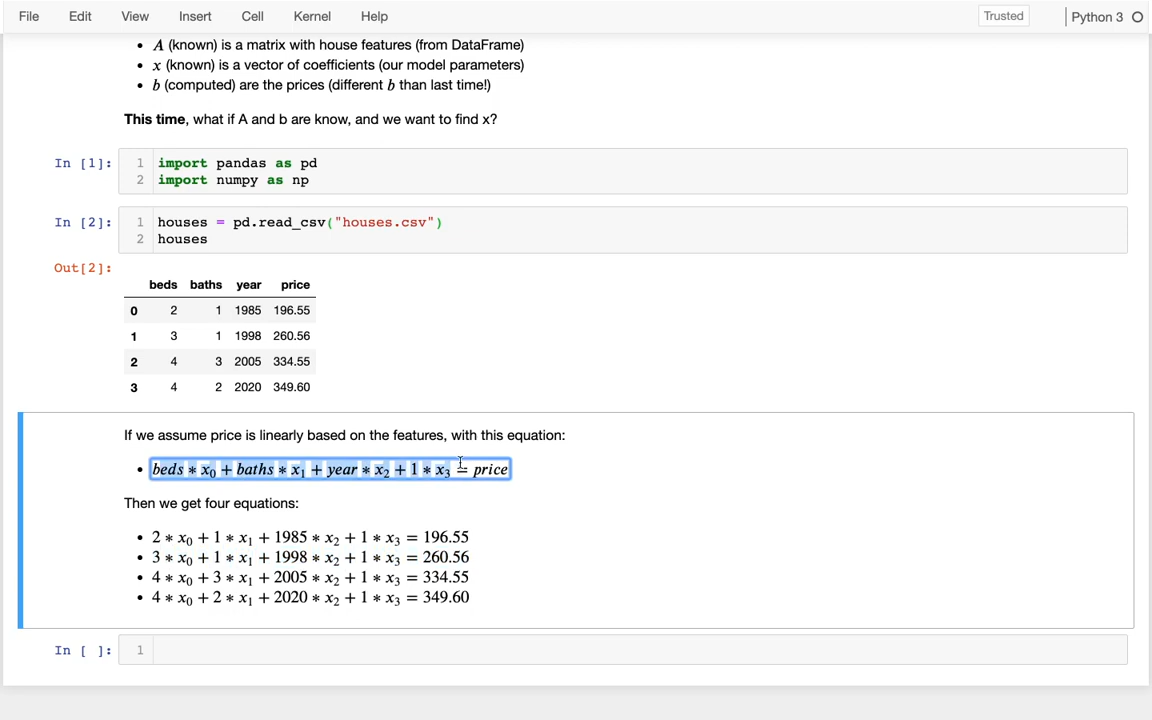 File Edit View Insert Cell Kernel Help Trusted Python 3
• A (known) is a matrix with house features (from DataFrame)
• x (known) is a vector of coefficients (our model parameters)
• b (computed) are the prices (different b than last time!)
This time, what if A and b are know, and we want to find x?
In [1]: 1 import pandas as pd
2 import numpy as np
In [2]: 1 houses = pd.read_csv("houses.csv")
2 houses
Out[2]:
beds baths year price
0 2 1 1985 196.55
1 3 1 1998 260.56
2 4 3 2005 334.55
3 4 2 2020 349.60
If we assume price is linearly based on the features, with this equation:
• beds * x₀ + baths * x₁ + year * x₂ + 1 * x₃ = price
Then we get four equations:
• 2 * x₀ + 1 * x₁ + 1985 * x₂ + 1 * x₃ = 196.55
• 3 * x₀ + 1 * x₁ + 1998 * x₂ + 1 * x₃ = 260.56
• 4 * x₀ + 3 * x₁ + 2005 * x₂ + 1 * x₃ = 334.55
• 4 * x₀ + 2 * x₁ + 2020 * x₂ + 1 * x₃ = 349.60
In [ ]: 1